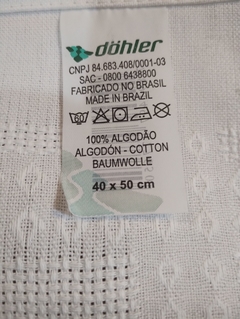 döhler
CNPJ 84.683.408/0001-03
SAC - 0800 6438800
FABRICADO NO BRASIL
MADE IN BRAZIL
100% ALGODÃO
ALGODÓN - COTTON
BAUMWOLLE
40 x 50 cm